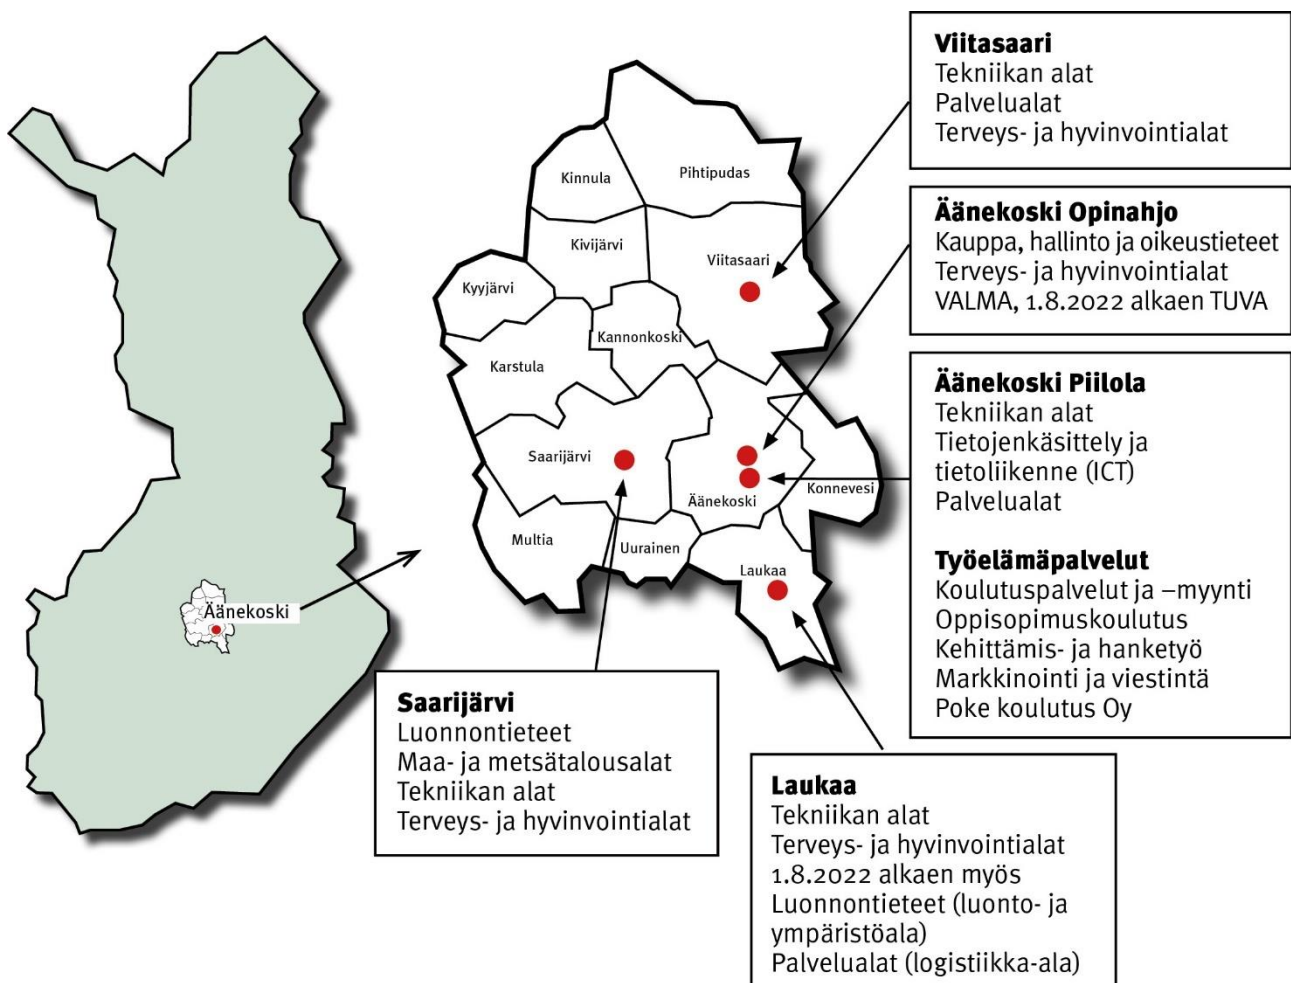 Viitasaari
Tekniikan alat
Palvelualat
Terveys- ja hyvinvointialat
Äänekoski Opinahjo
Kauppa, hallinto ja oikeustieteet
Terveys- ja hyvinvointialat
VALMA, 1.8.2022 alkaen TUVA
Äänekoski Piilola
Tekniikan alat
Tietojenkäsittely ja
tietoliikenne (ICT)
Palvelualat
Työelämäpalvelut
Koulutuspalvelut ja –myynti
Oppisopimuskoulutus
Kehittämis- ja hanketyö
Markkinointi ja viestintä
Poke koulutus Oy
Kinnula
Pihtipudas
Kivijärvi
Viitasaari
Kyyjärvi
Kannonkoski
Karstula
Saarijärvi
Äänekoski
Konnevesi
Multia
Uurainen
Laukaa
Äänekoski
Saarijärvi
Luonnontieteet
Maa- ja metsätalousalat
Tekniikan alat
Terveys- ja hyvinvointialat
Laukaa
Tekniikan alat
Terveys- ja hyvinvointialat
1.8.2022 alkaen myös
Luonnontieteet (luonto- ja
ympäristöala)
Palvelualat (logistiikka-ala)